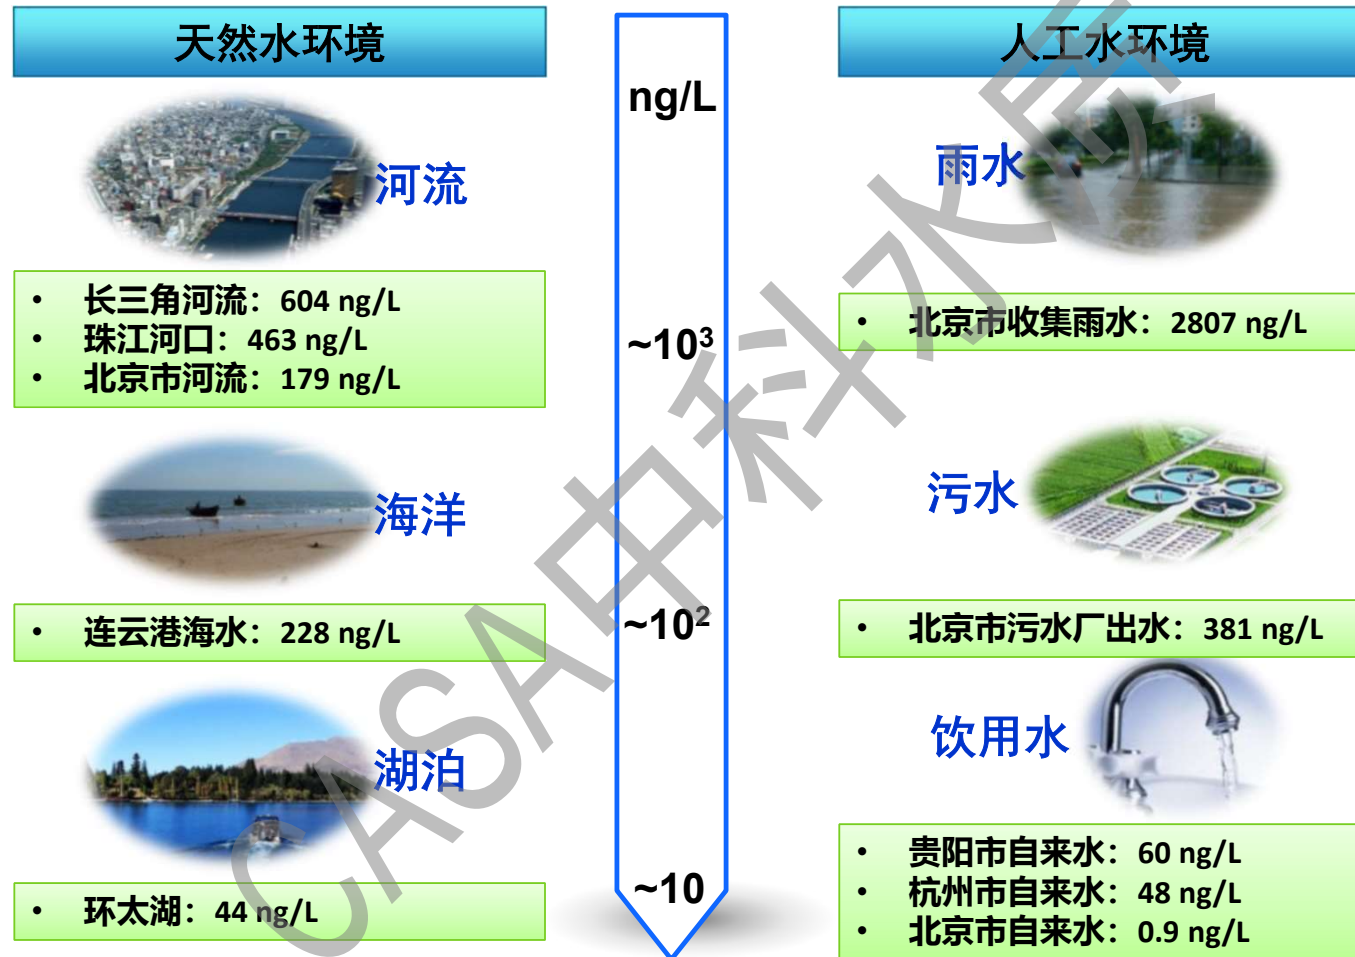 天然水环境
河流
• 长三角河流：604 ng/L
• 珠江河口：463 ng/L
• 北京市河流：179 ng/L
海洋
• 连云港海水：228 ng/L
湖泊
• 环太湖：44 ng/L
ng/L
~10³
~10²
~10
人工水环境
雨水
• 北京市收集雨水：2807 ng/L
污水
• 北京市污水厂出水：381 ng/L
饮用水
• 贵阳市自来水：60 ng/L
• 杭州市自来水：48 ng/L
• 北京市自来水：0.9 ng/L
CASA中科水质